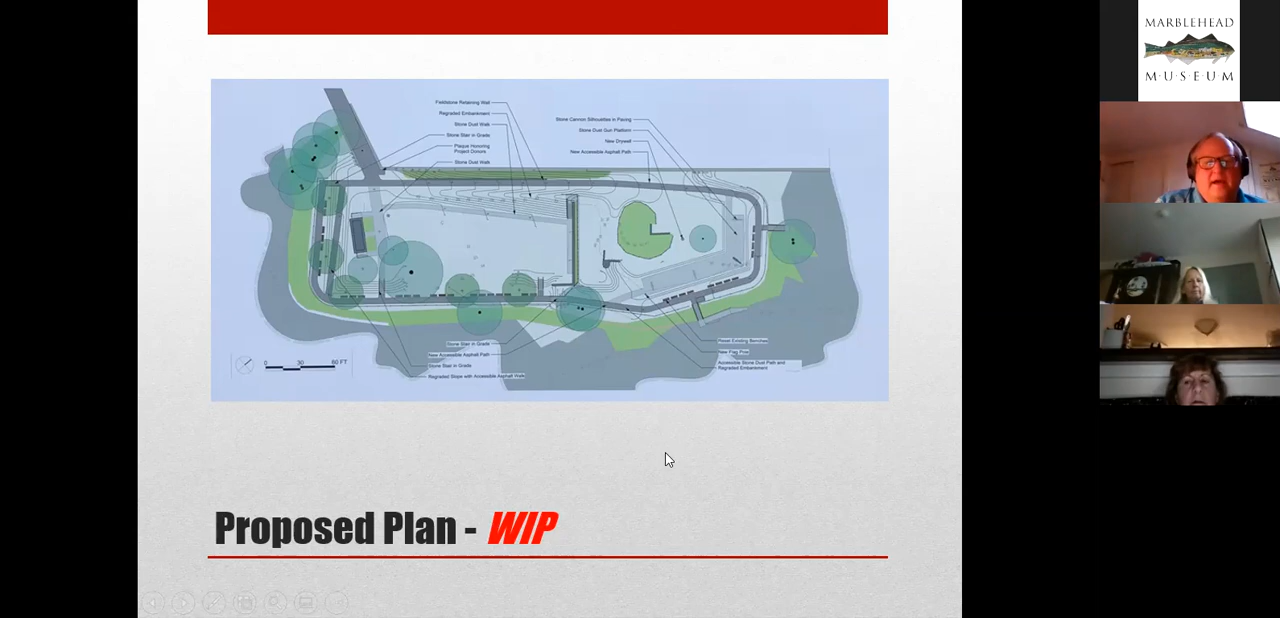 MARBLEHEAD
M·U·S·E·U·M
Fieldstone Retaining Wall
Regraded Embankment
Stone Dust Walk
Stone Stair in Grade
Plaque Honoring
Project Donors
Stone Dust Walk
Stone Cannon Silhouettes in Paving
Stone Dust Gun Platform
New Drywell
New Accessible Asphalt Path
Stone Stair in Grade
New Accessible Asphalt Path
Stone Stair in Grade
Regraded Slope with Accessible Asphalt Walk
Reset Existing Benches
New Flag Pole
Accessible Stone Dust Path and
Regraded Embankment
0 30 60 FT
Proposed Plan - WIP